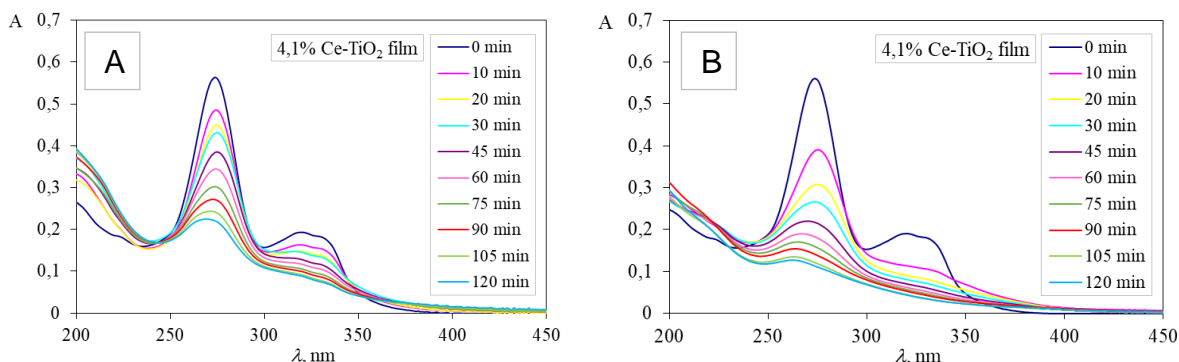 A
0,7
0,6
0,5
0,4
0,3
0,2
0,1
0
200
250
300
350
400
450
λ, nm
A
4,1% Ce-TiO₂ film
0 min
10 min
20 min
30 min
45 min
60 min
75 min
90 min
105 min
120 min
A
0,7
0,6
0,5
0,4
0,3
0,2
0,1
0
200
250
300
350
400
450
λ, nm
B
4,1% Ce-TiO₂ film
0 min
10 min
20 min
30 min
45 min
60 min
75 min
90 min
105 min
120 min